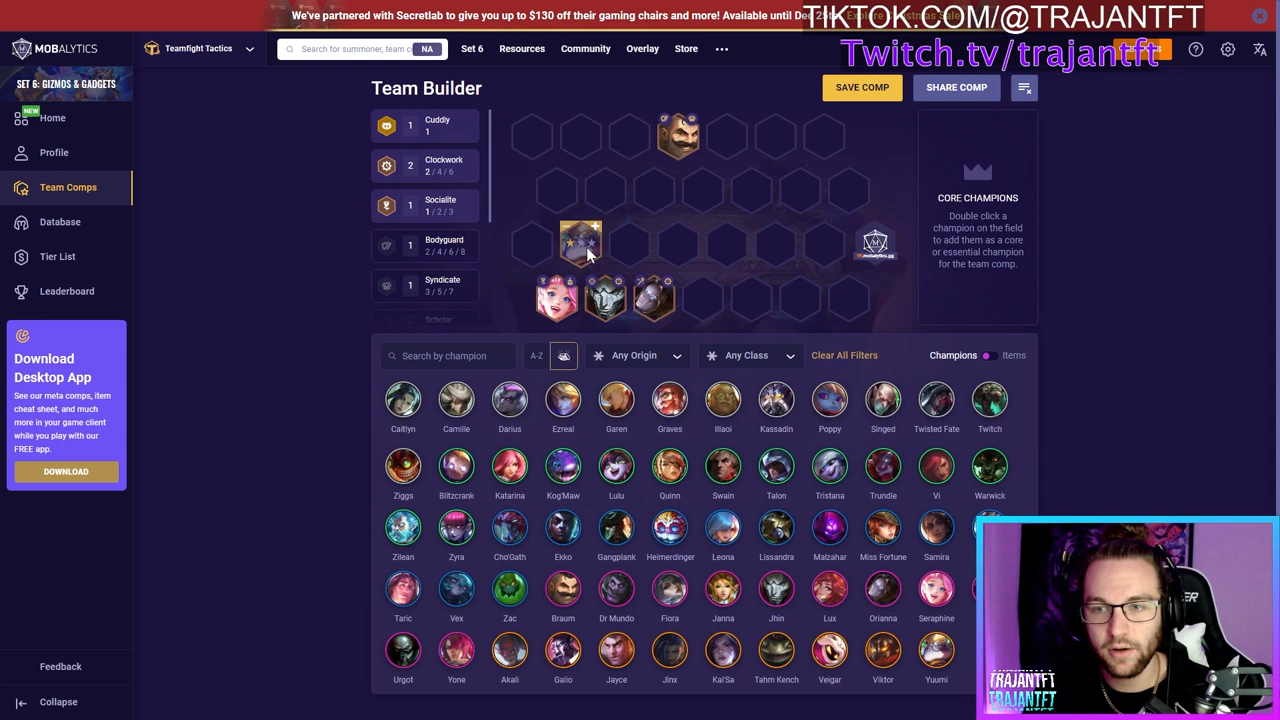 We've partnered with Secretlab to give you up to $130 off their gaming chairs and more! Available until Dec 25th
TIKTOK.COM/@TRAJANTFT
Twitch.tv/trajantft
MOBALYTICS
Teamfight Tactics
Search for summoner, team c
NA
Set 6
Resources
Community
Overlay
Store
SET 6: GIZMOS & GADGETS
NEW
Home
Profile
Team Comps
Database
Tier List
Leaderboard
Download
Desktop App
See our meta comps, item
cheat sheet, and much
more in your game client
while you play with our
FREE app.
DOWNLOAD
Feedback
Collapse
Team Builder
SAVE COMP
SHARE COMP
1
Cuddly
1
2
Clockwork
2 / 4 / 6
1
Socialite
1 / 2 / 3
1
Bodyguard
2 / 4 / 6 / 8
1
Syndicate
3 / 5 / 7
Scholar
CORE CHAMPIONS
Double click a
champion on the field
to add them as a core
or essential champion
for the team comp.
Search by champion
A-Z
Any Origin
Any Class
Clear All Filters
Champions
Items
Caitlyn
Camille
Darius
Ezreal
Garen
Graves
Illaoi
Kassadin
Poppy
Singed
Twisted Fate
Twitch
Ziggs
Blitzcrank
Katarina
Kog'Maw
Lulu
Quinn
Swain
Talon
Tristana
Trundle
Vi
Warwick
Zilean
Zyra
Cho'Gath
Ekko
Gangplank
Heimerdinger
Leona
Lissandra
Malzahar
Miss Fortune
Samira
Taric
Vex
Zac
Braum
Dr Mundo
Fiora
Janna
Jhin
Lux
Orianna
Seraphine
Urgot
Yone
Akali
Galio
Jayce
Jinx
Kai'Sa
Tahm Kench
Veigar
Viktor
Yuumi
TRAJANTFT
TRAJANTFT